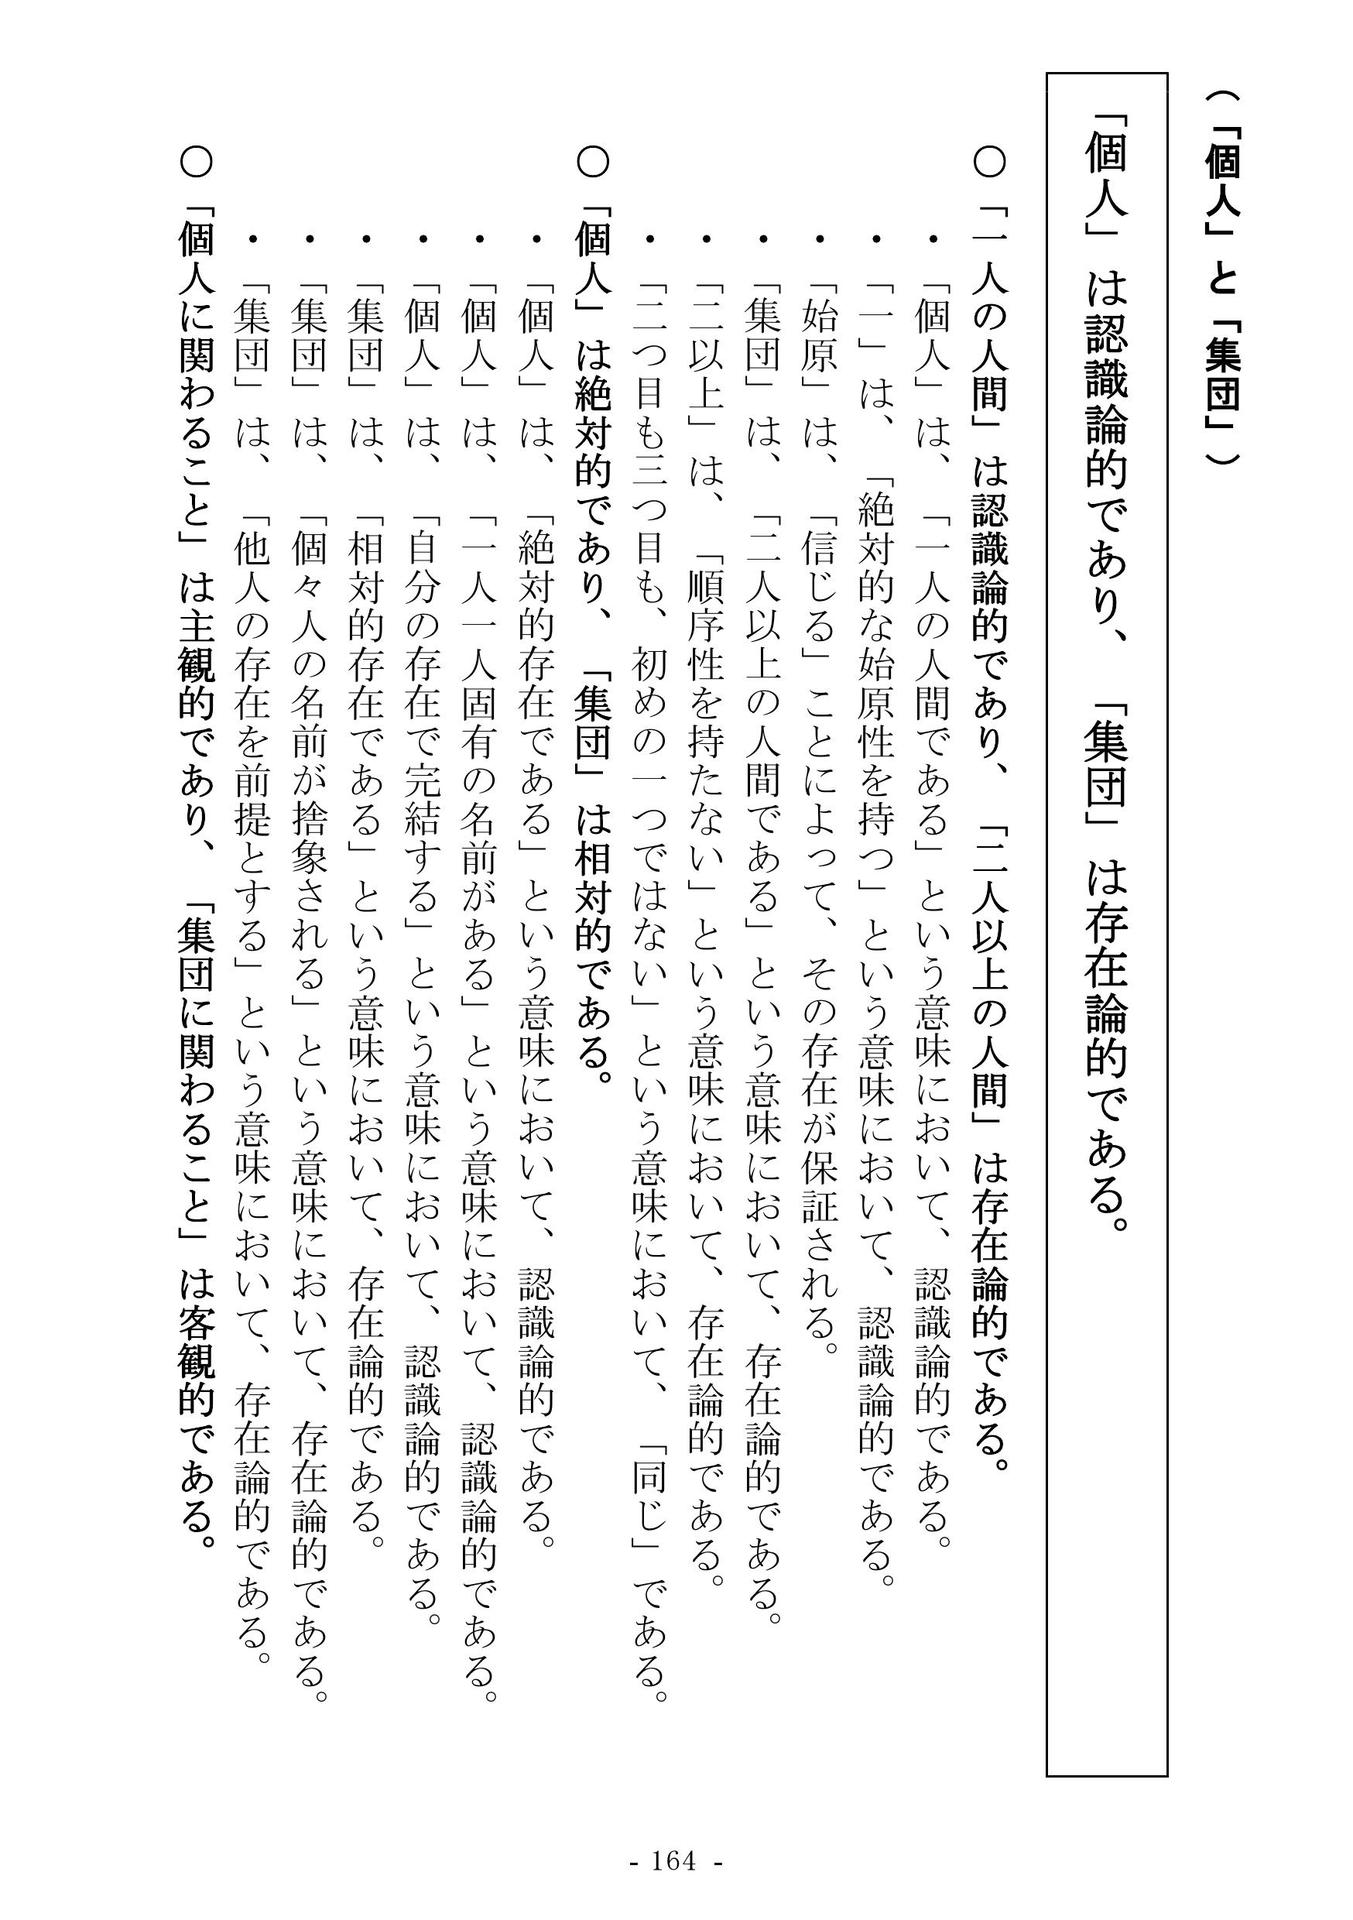 （「個人」と「集団」）
「個人」は認識論的であり、「集団」は存在論的である。
〇「一人の人間」は認識論的であり、「二人以上の人間」は存在論的である。
・「個人」は、「一人の人間である」という意味において、認識論的である。
・「一」は、「絶対的な始原性を持つ」という意味において、認識論的である。
・「始原」は、「信じる」ことによって、その存在が保証される。
・「集団」は、「二人以上の人間である」という意味において、存在論的である。
・「二以上」は、「順序性を持たない」という意味において、存在論的である。
・「二つ目も三つ目も、初めの一つではない」という意味において、「同じ」である。
〇「個人」は絶対的であり、「集団」は相対的である。
・「個人」は、「絶対的存在である」という意味において、認識論的である。
・「個人」は、「一人一人固有の名前がある」という意味において、認識論的である。
・「個人」は、「自分の存在で完結する」という意味において、認識論的である。
・「集団」は、「相対的存在である」という意味において、存在論的である。
・「集団」は、「個々人の名前が捨象される」という意味において、存在論的である。
・「集団」は、「他人の存在を前提とする」という意味において、存在論的である。
〇「個人に関わること」は主観的であり、「集団に関わること」は客観的である。
- 164 -